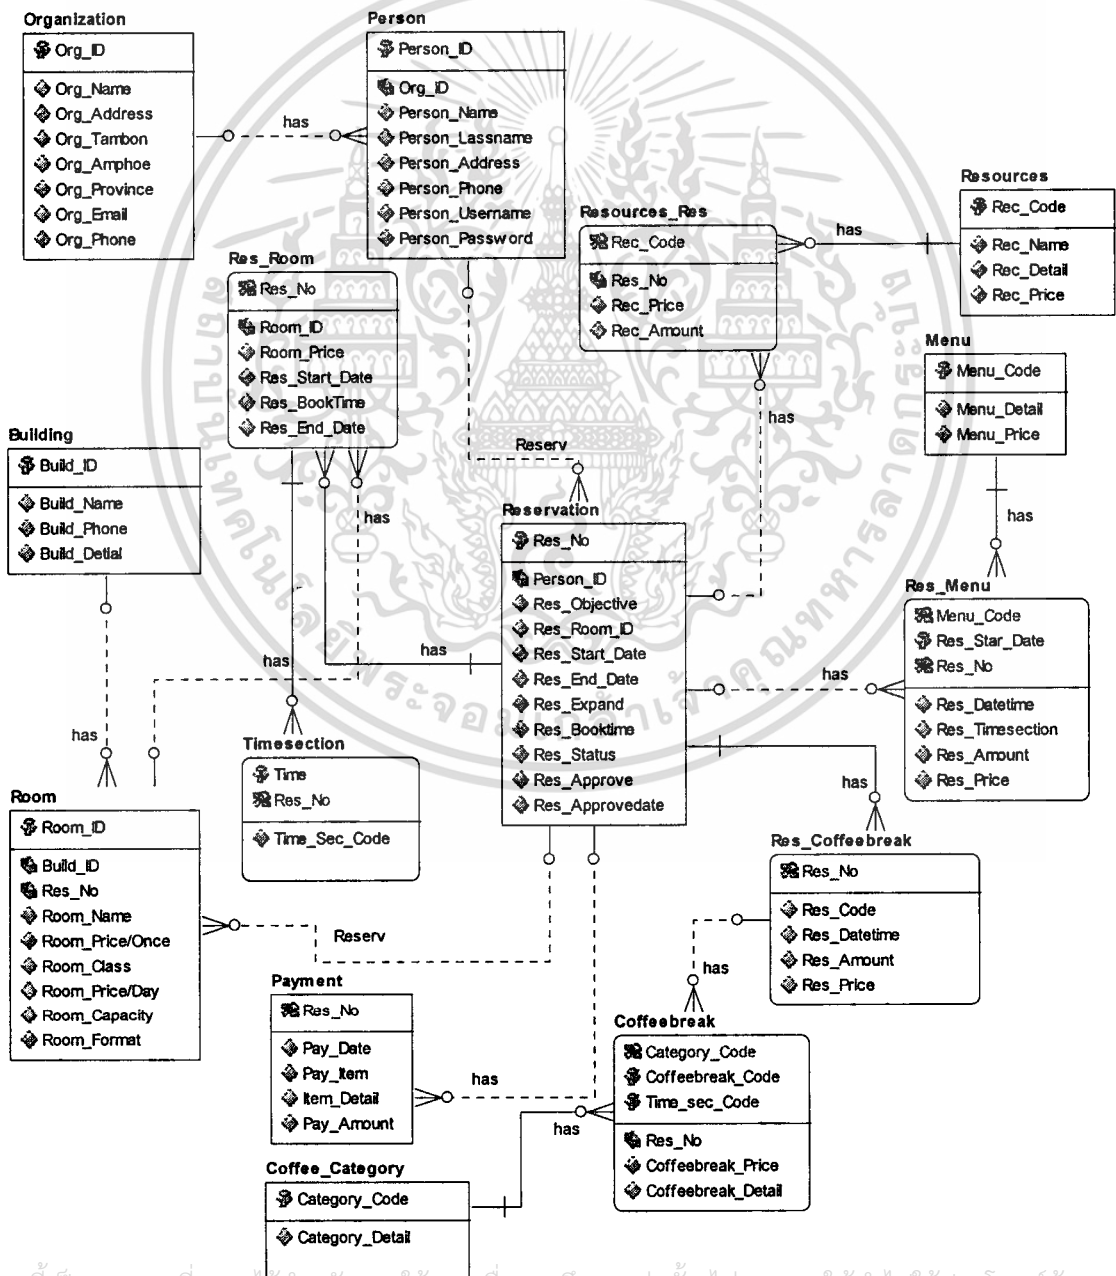 Organization
Org_ID
Org_Name
Org_Address
Org_Tambon
Org_Amphoe
Org_Province
Org_Email
Org_Phone
has
Person
Person_ID
Org_ID
Person_Name
Person_Lassname
Person_Address
Person_Phone
Person_Username
Person_Password
Resources_Res
Rec_Code
Res_No
Rec_Price
Rec_Amount
has
Resources
Rec_Code
Rec_Name
Rec_Detail
Rec_Price
Res_Room
Res_No
Room_ID
Room_Price
Res_Start_Date
Res_BookTime
Res_End_Date
Menu
Menu_Code
Menu_Detail
Menu_Price
has
has
Building
Build_ID
Build_Name
Build_Phone
Build_Detial
has
Reserv
Reservation
Res_No
Person_ID
Res_Objective
Res_Room_ID
Res_Start_Date
Res_End_Date
Res_Expand
Res_Booktime
Res_Status
Res_Approve
Res_Approvedate
Res_Menu
Menu_Code
Res_Star_Date
Res_No
Res_Datetime
Res_Timesection
Res_Amount
Res_Price
has
has
has
has
has
Timesection
Time
Res_No
Time_Sec_Code
Room
Room_ID
Build_ID
Res_No
Room_Name
Room_Price/Once
Room_Class
Room_Price/Day
Room_Capacity
Room_Format
Reserv
Res_Coffeebreak
Res_No
Res_Code
Res_Datetime
Res_Amount
Res_Price
has
Payment
Res_No
Pay_Date
Pay_Item
Item_Detail
Pay_Amount
has
Coffeebreak
Category_Code
Coffeebreak_Code
Time_sec_Code
Res_No
Coffeebreak_Price
Coffeebreak_Detail
has
Coffee_Category
Category_Code
Category_Detail